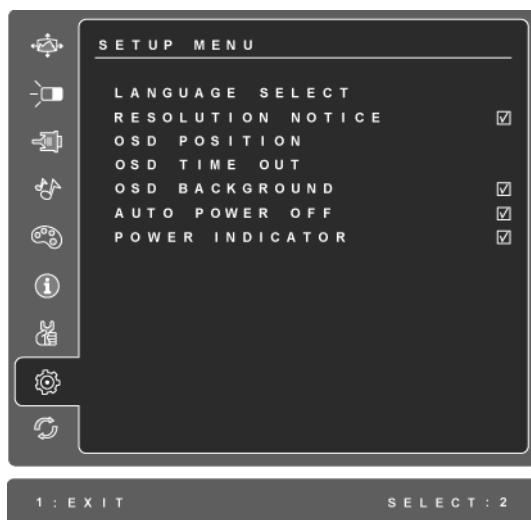 SETUP MENU
LANGUAGE SELECT
RESOLUTION NOTICE
OSD POSITION
OSD TIME OUT
OSD BACKGROUND
AUTO POWER OFF
POWER INDICATOR
1:EXIT SELECT:2